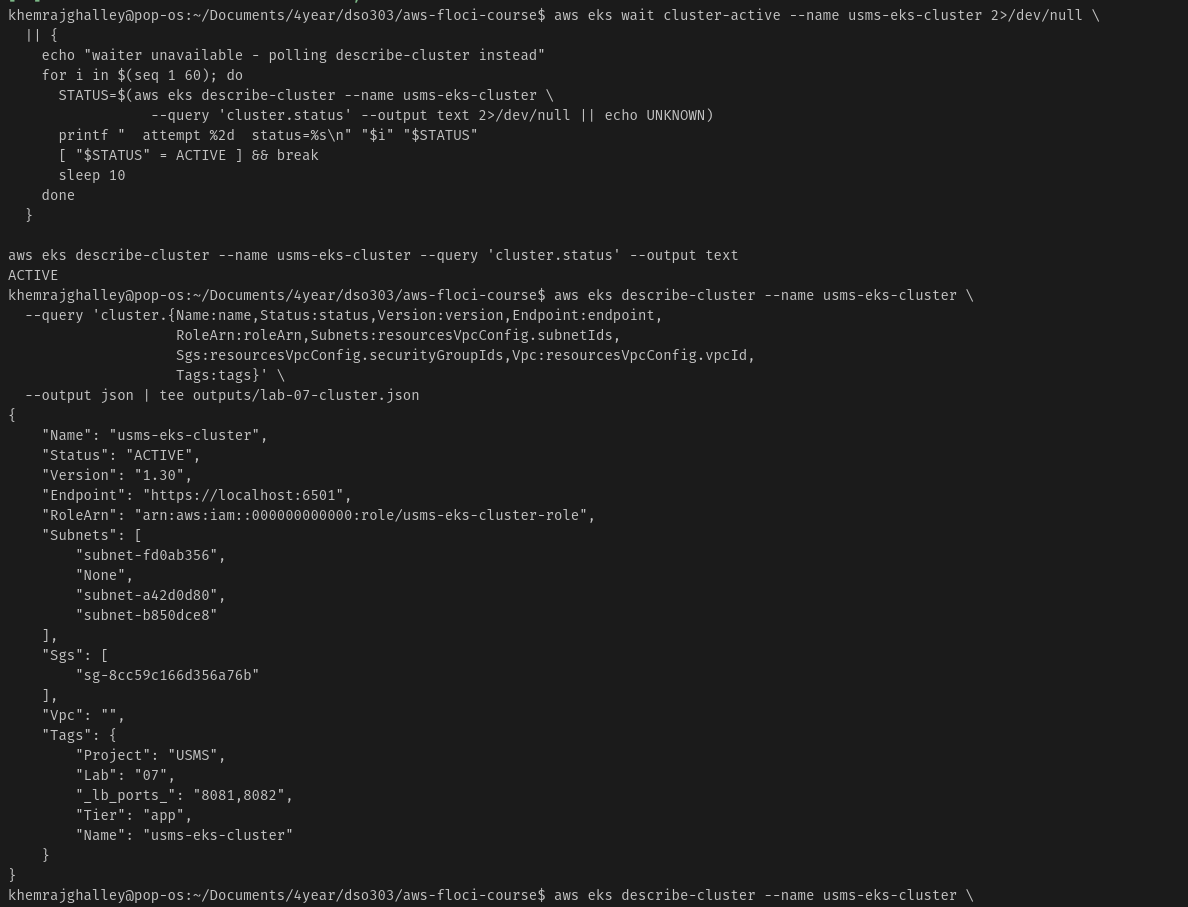 khemrajghalley@pop-os:~/Documents/4year/dso303/aws-floci-course$ aws eks wait cluster-active --name usms-eks-cluster 2>/dev/null \
  || {
    echo "waiter unavailable - polling describe-cluster instead"
    for i in $(seq 1 60); do
      STATUS=$(aws eks describe-cluster --name usms-eks-cluster \
                 --query 'cluster.status' --output text 2>/dev/null || echo UNKNOWN)
      printf "  attempt %2d  status=%s\n" "$i" "$STATUS"
      [ "$STATUS" = ACTIVE ] && break
      sleep 10
    done
  }

aws eks describe-cluster --name usms-eks-cluster --query 'cluster.status' --output text
ACTIVE
khemrajghalley@pop-os:~/Documents/4year/dso303/aws-floci-course$ aws eks describe-cluster --name usms-eks-cluster \
  --query 'cluster.{Name:name,Status:status,Version:version,Endpoint:endpoint,
                    RoleArn:roleArn,Subnets:resourcesVpcConfig.subnetIds,
                    Sgs:resourcesVpcConfig.securityGroupIds,Vpc:resourcesVpcConfig.vpcId,
                    Tags:tags}' \
  --output json | tee outputs/lab-07-cluster.json
{
    "Name": "usms-eks-cluster",
    "Status": "ACTIVE",
    "Version": "1.30",
    "Endpoint": "https://localhost:6501",
    "RoleArn": "arn:aws:iam::000000000000:role/usms-eks-cluster-role",
    "Subnets": [
        "subnet-fd0ab356",
        "None",
        "subnet-a42d0d80",
        "subnet-b850dce8"
    ],
    "Sgs": [
        "sg-8cc59c166d356a76b"
    ],
    "Vpc": "",
    "Tags": {
        "Project": "USMS",
        "Lab": "07",
        "_lb_ports_": "8081,8082",
        "Tier": "app",
        "Name": "usms-eks-cluster"
    }
}
khemrajghalley@pop-os:~/Documents/4year/dso303/aws-floci-course$ aws eks describe-cluster --name usms-eks-cluster \